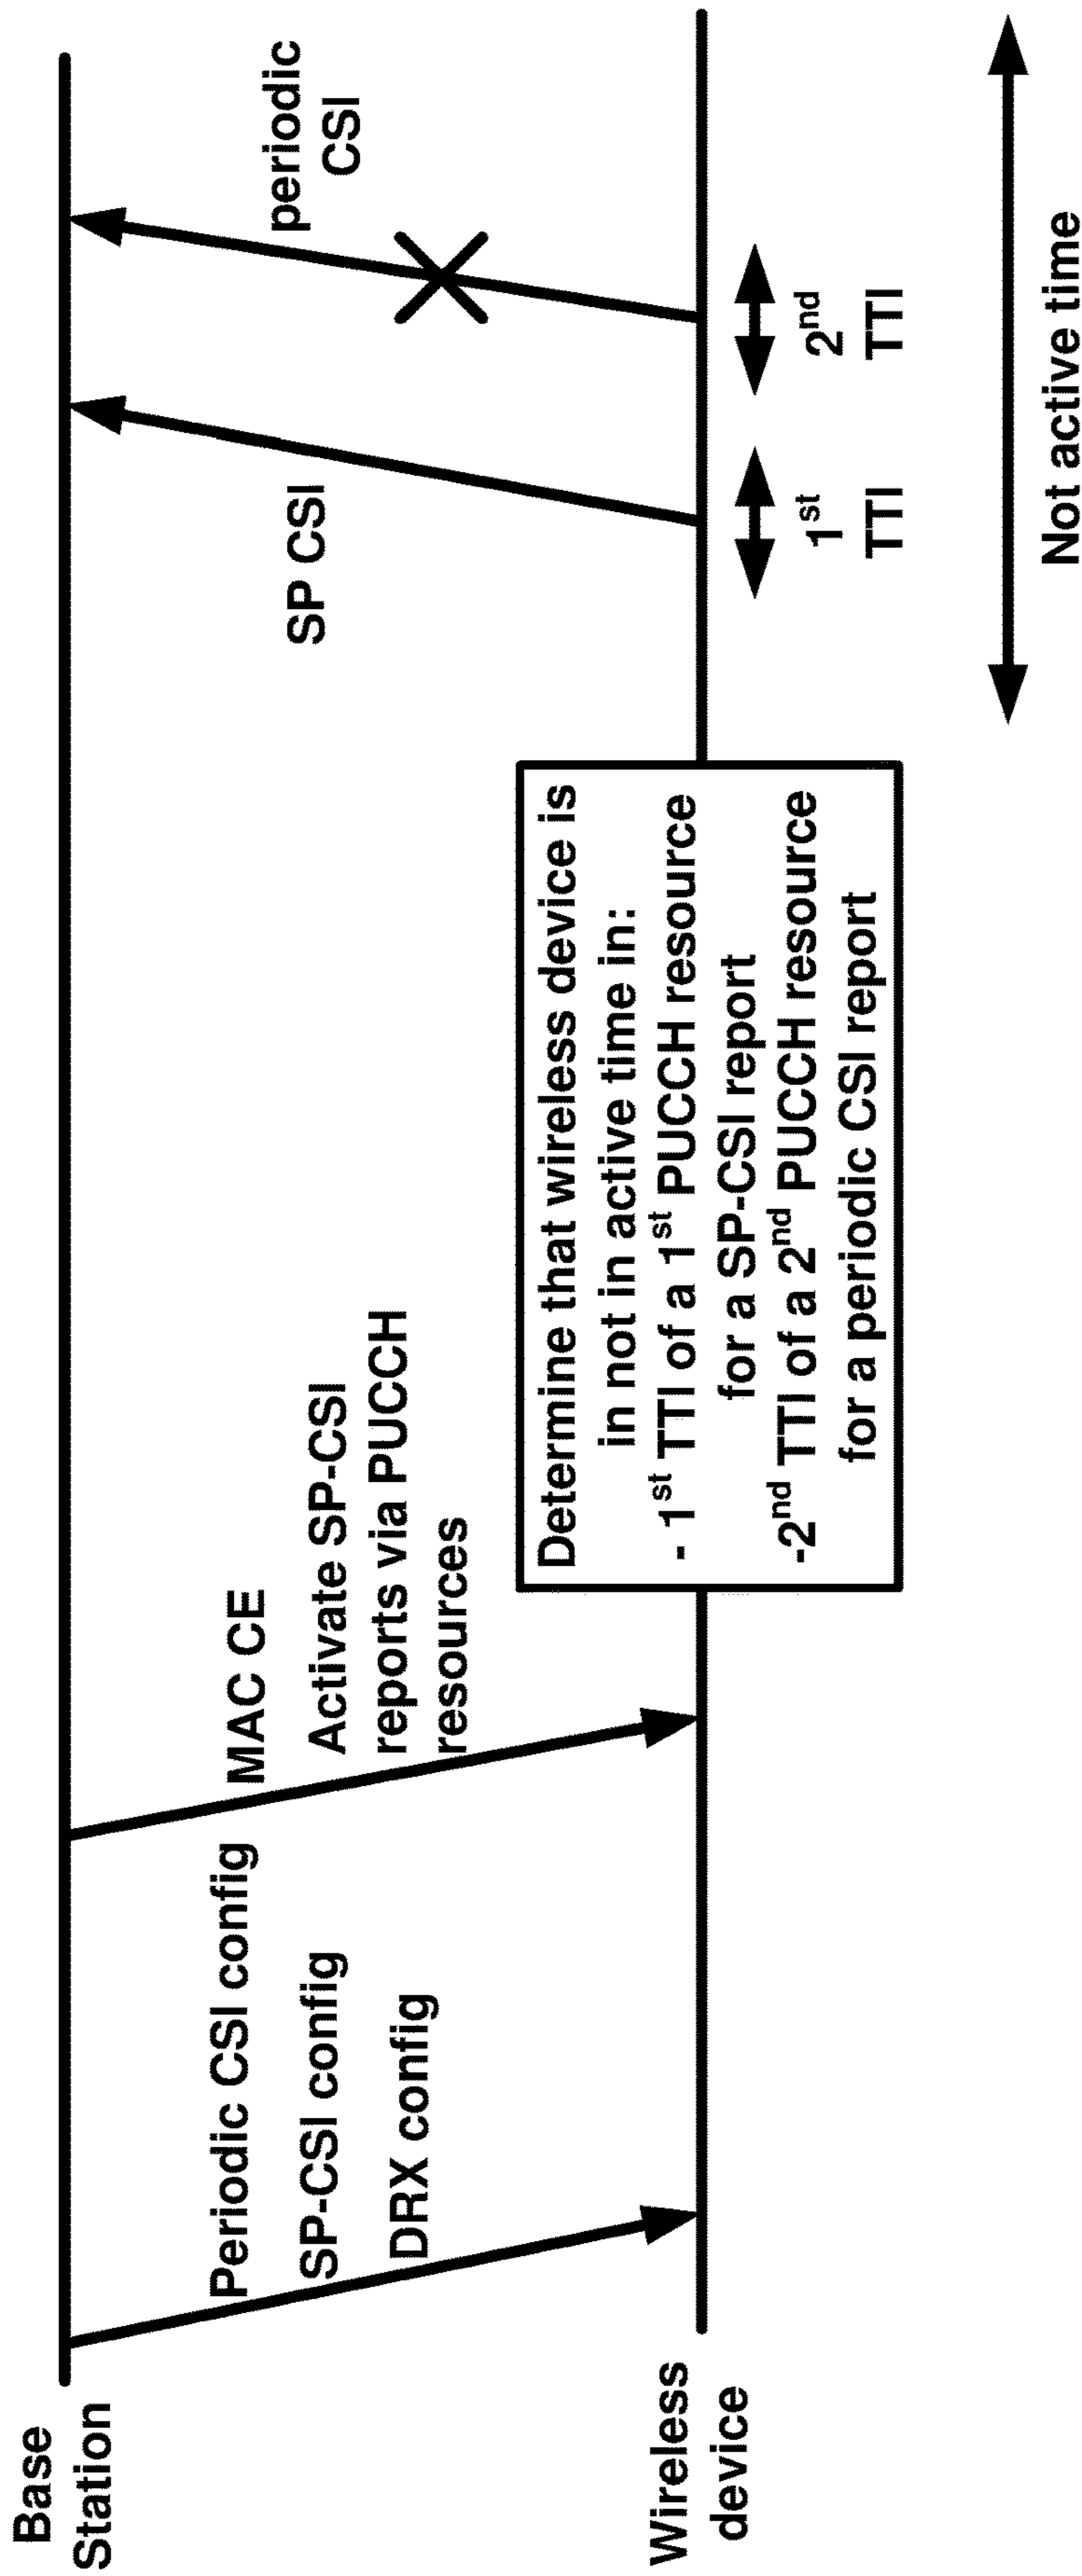 Base
Station
Periodic CSI config
SP-CSI config
DRX config
MAC CE
Activate SP-CSI
reports via PUCCH
resources
SP CSI
periodic
CSI
Wireless
device
Determine that wireless device is
in not in active time in:
- 1st TTI of a 1st PUCCH resource
for a SP-CSI report
-2nd TTI of a 2nd PUCCH resource
for a periodic CSI report
1st
TTI
2nd
TTI
Not active time